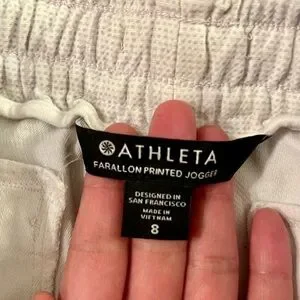 ATHLETA
FARALLON PRINTED JOGGER
DESIGNED IN
SAN FRANCISCO
MADE IN
VIETNAM
8